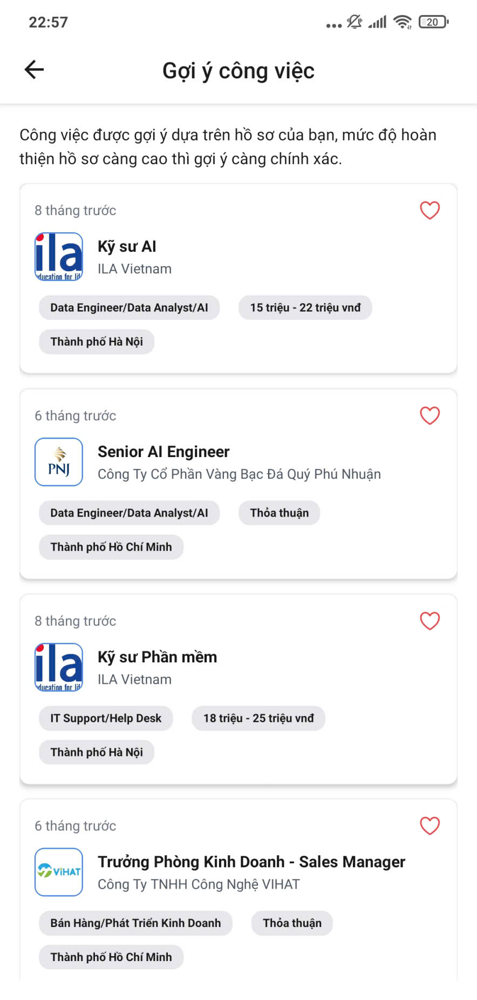 22:57
20
Gợi ý công việc
Công việc được gợi ý dựa trên hồ sơ của bạn, mức độ hoàn
thiện hồ sơ càng cao thì gợi ý càng chính xác.
8 tháng trước
ila
ducation for lif
Kỹ sư AI
ILA Vietnam
Data Engineer/Data Analyst/AI
15 triệu - 22 triệu vnđ
Thành phố Hà Nội
6 tháng trước
PNJ
Senior AI Engineer
Công Ty Cổ Phần Vàng Bạc Đá Quý Phú Nhuận
Data Engineer/Data Analyst/AI
Thỏa thuận
Thành phố Hồ Chí Minh
8 tháng trước
ila
ducation for lif
Kỹ sư Phần mềm
ILA Vietnam
IT Support/Help Desk
18 triệu - 25 triệu vnđ
Thành phố Hà Nội
6 tháng trước
ViHAT
Trưởng Phòng Kinh Doanh - Sales Manager
Công Ty TNHH Công Nghệ VIHAT
Bán Hàng/Phát Triển Kinh Doanh
Thỏa thuận
Thành phố Hồ Chí Minh